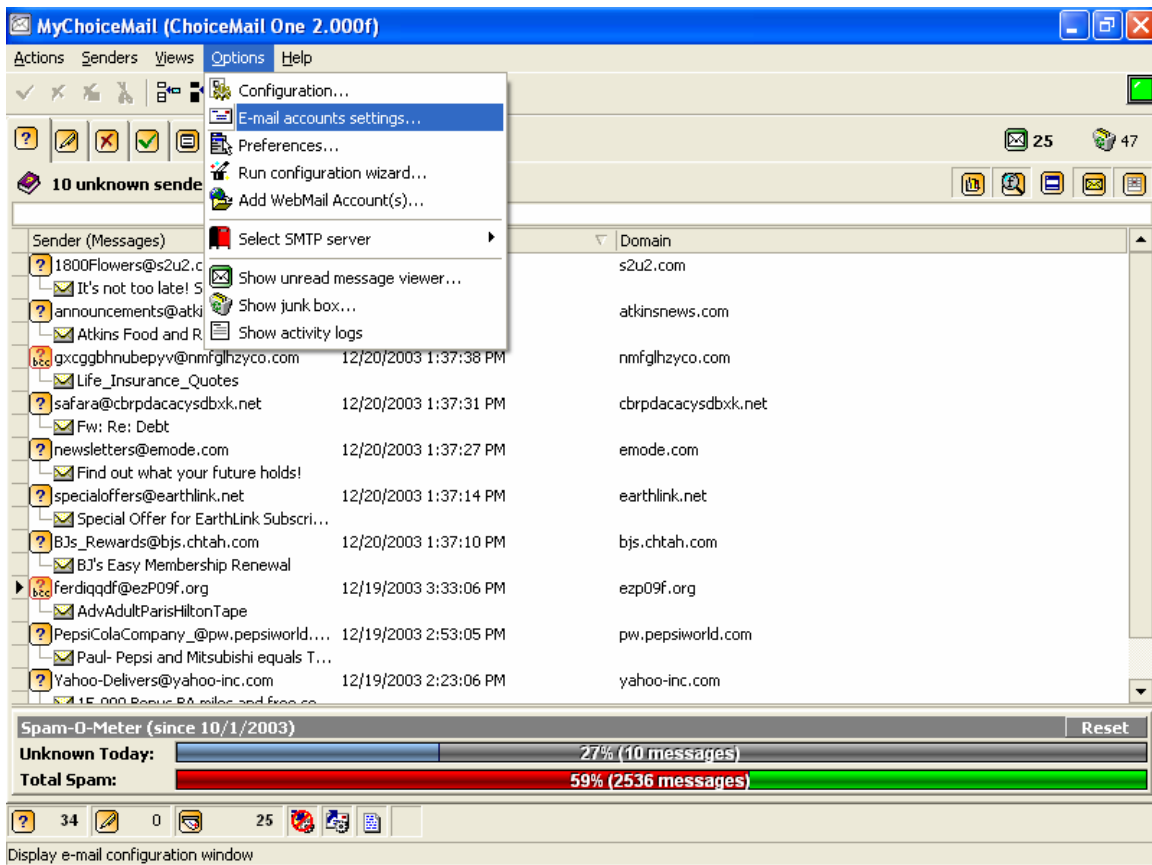 MyChoiceMail (ChoiceMail One 2.000f)
Actions Senders Views Options Help
Configuration...
E-mail accounts settings...
Preferences...
Run configuration wizard...
Add WebMail Account(s)...
Select SMTP server
Show unread message viewer...
Show junk box...
Show activity logs
25 47
10 unknown sende
Sender (Messages) Domain
1800Flowers@s2u2.c s2u2.com
It's not too late! S
announcements@atki atkinsnews.com
Atkins Food and R
gxcggbhnubepyv@nmfglhzyco.com 12/20/2003 1:37:38 PM nmfglhzyco.com
Life_Insurance_Quotes
safara@cbrpdacacysdbxk.net 12/20/2003 1:37:31 PM cbrpdacacysdbxk.net
Fw: Re: Debt
newsletters@emode.com 12/20/2003 1:37:27 PM emode.com
Find out what your future holds!
specialoffers@earthlink.net 12/20/2003 1:37:14 PM earthlink.net
Special Offer for EarthLink Subscri...
BJs_Rewards@bjs.chtah.com 12/20/2003 1:37:10 PM bjs.chtah.com
BJ's Easy Membership Renewal
ferdiqqdf@ezP09f.org 12/19/2003 3:33:06 PM ezp09f.org
AdvAdultParisHiltonTape
PepsiColaCompany_@pw.pepsiworld.... 12/19/2003 2:53:05 PM pw.pepsiworld.com
Paul- Pepsi and Mitsubishi equals T...
Yahoo-Delivers@yahoo-inc.com 12/19/2003 2:23:06 PM yahoo-inc.com
Spam-O-Meter (since 10/1/2003) Reset
Unknown Today: 27% (10 messages)
Total Spam: 59% (2536 messages)
34 0 25
Display e-mail configuration window